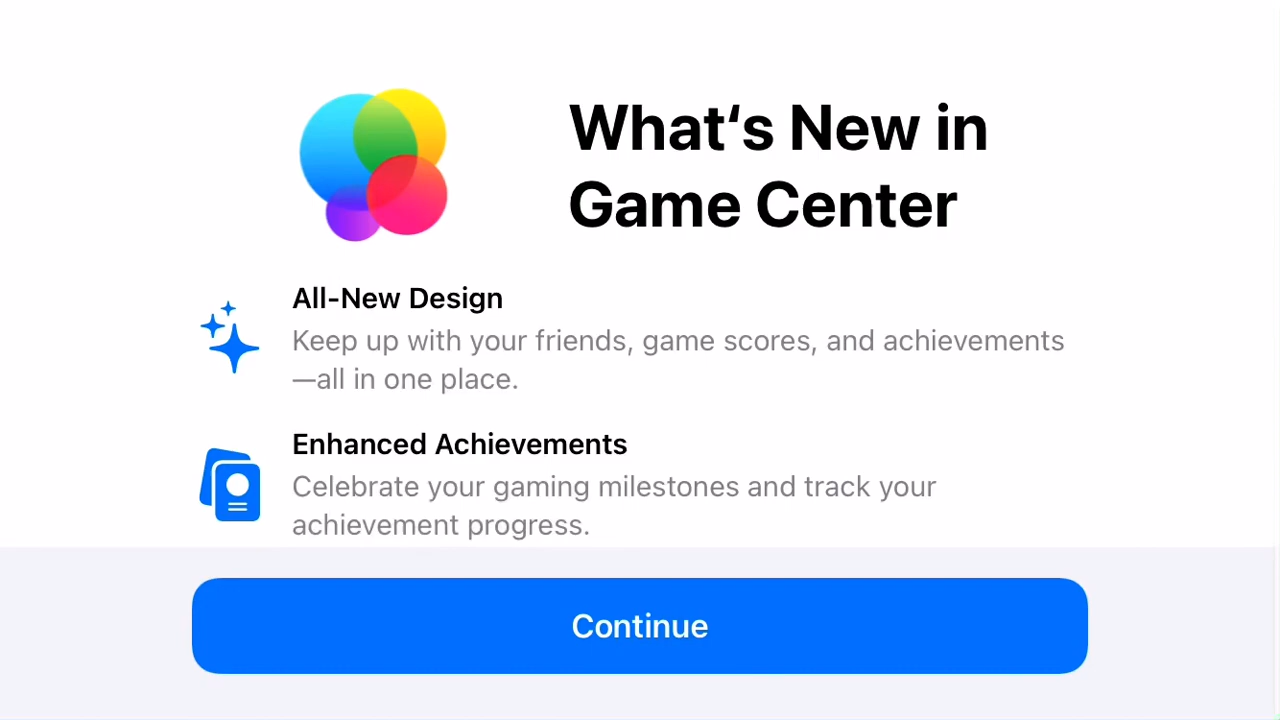 What‘s New in
Game Center
All-New Design
Keep up with your friends, game scores, and achievements
—all in one place.
Enhanced Achievements
Celebrate your gaming milestones and track your
achievement progress.
Continue